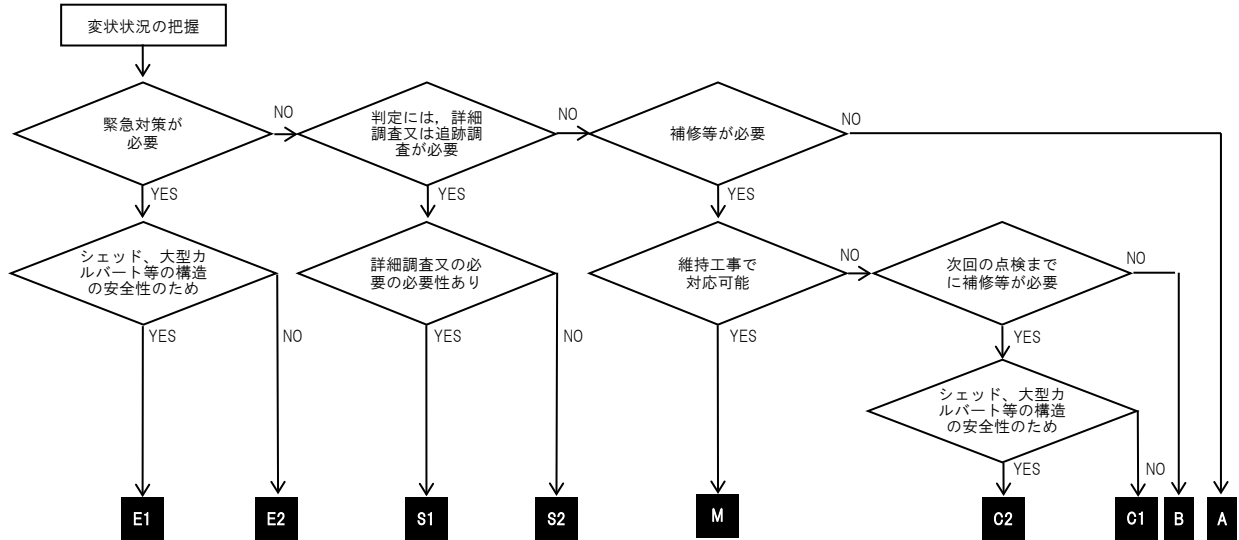 変状状況の把握
緊急対策が
必要
NO
判定には，詳細
調査又は追跡調
査が必要
NO
補修等が必要
NO
YES
YES
YES
シェッド、大型カ
ルバート等の構造
の安全性のため
詳細調査又の必
要の必要性あり
維持工事で
対応可能
NO
次回の点検まで
に補修等が必要
NO
YES
NO
YES
NO
YES
YES
シェッド、大型カ
ルバート等の構造
の安全性のため
YES
NO
E1
E2
S1
S2
M
C2
C1
B
A